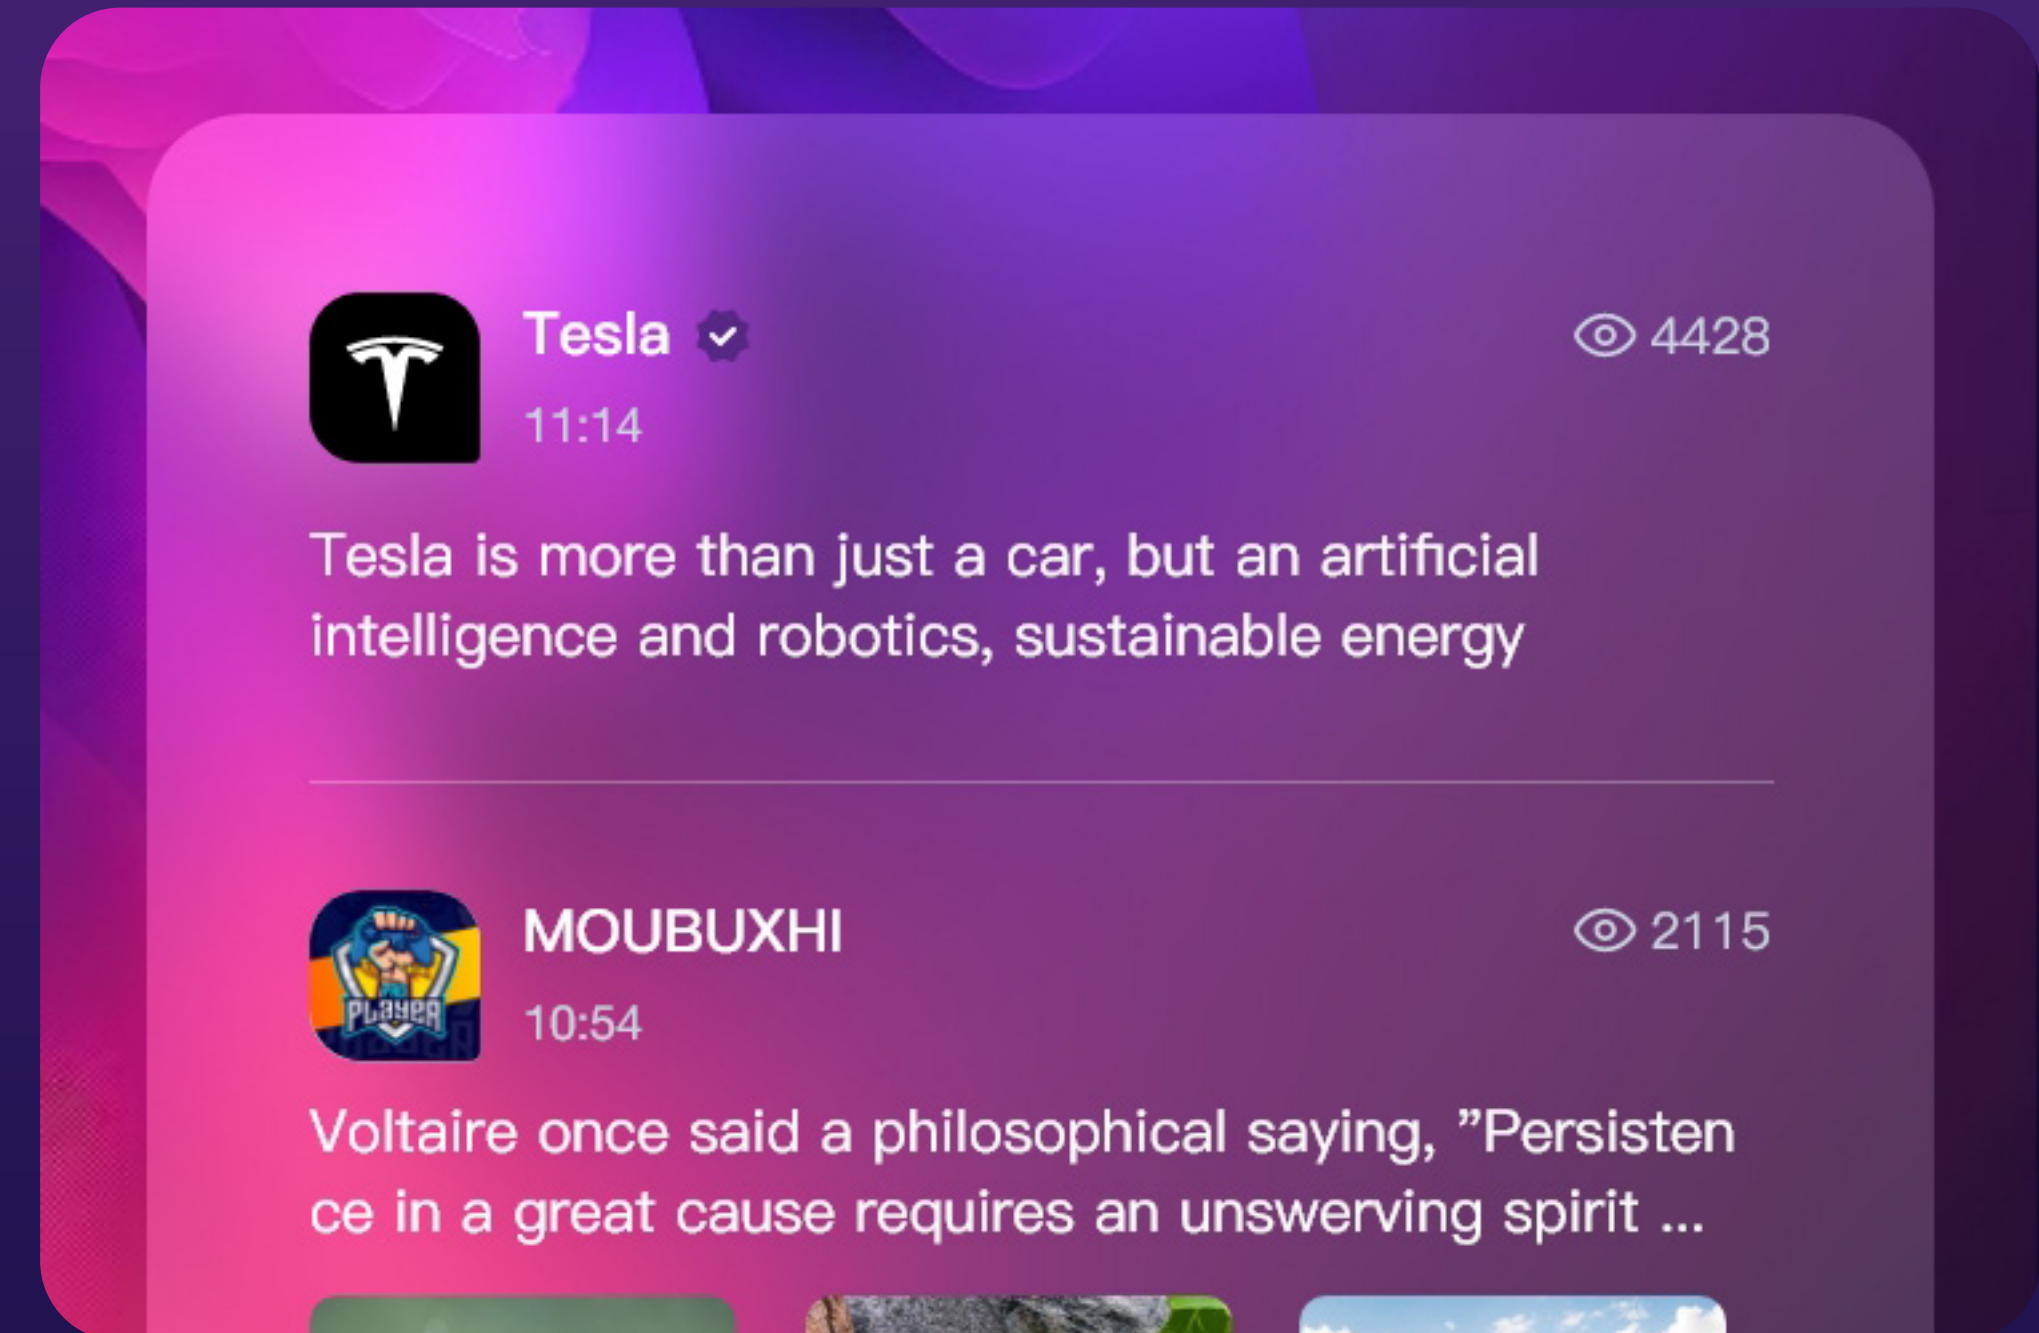 Tesla
4428
11:14
Tesla is more than just a car, but an artificial
intelligence and robotics, sustainable energy
MOUBUXHI
2115
PLAYER
10:54
Voltaire once said a philosophical saying, ”Persisten
ce in a great cause requires an unswerving spirit ...